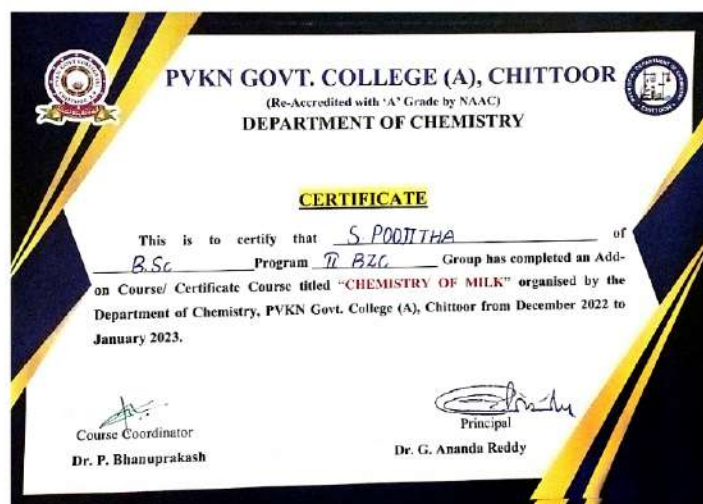 PVKN GOVT. COLLEGE (A), CHITTOOR
(Re-Accredited with 'A' Grade by NAAC)
DEPARTMENT OF CHEMISTRY
CERTIFICATE
This is to certify that S. POOJITHA of
B.Sc Program II BZC Group has completed an Add-
on Course/ Certificate Course titled “CHEMISTRY OF MILK” organised by the
Department of Chemistry, PVKN Govt. College (A), Chittoor from December 2022 to
January 2023.
Course Coordinator
Dr. P. Bhanuprakash
Principal
Dr. G. Ananda Reddy